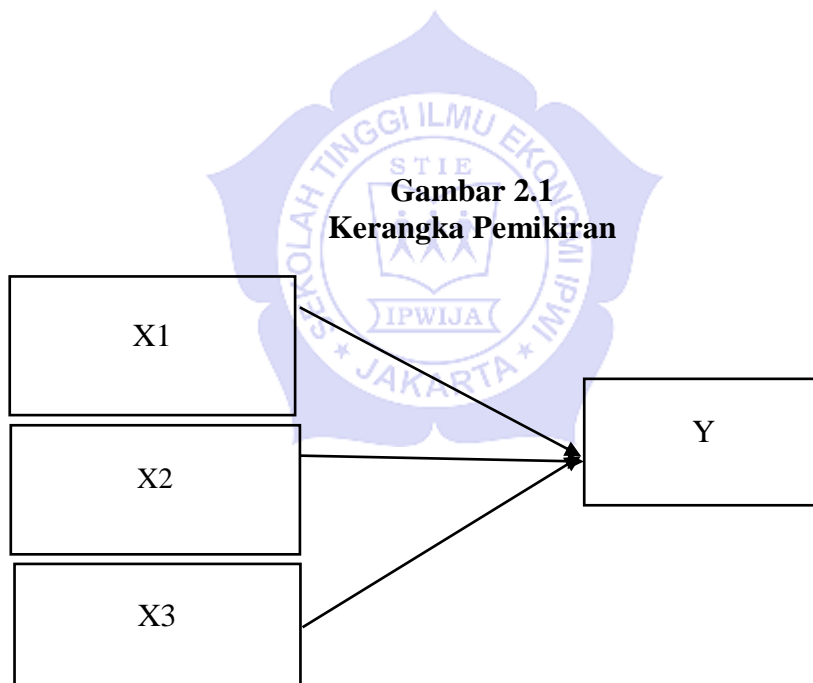 SEKOLAH TINGGI ILMU EKONOMI IPWI
STIE
Gambar 2.1
Kerangka Pemikiran
IPWIJA
JAKARTA
X1
X2
X3
Y